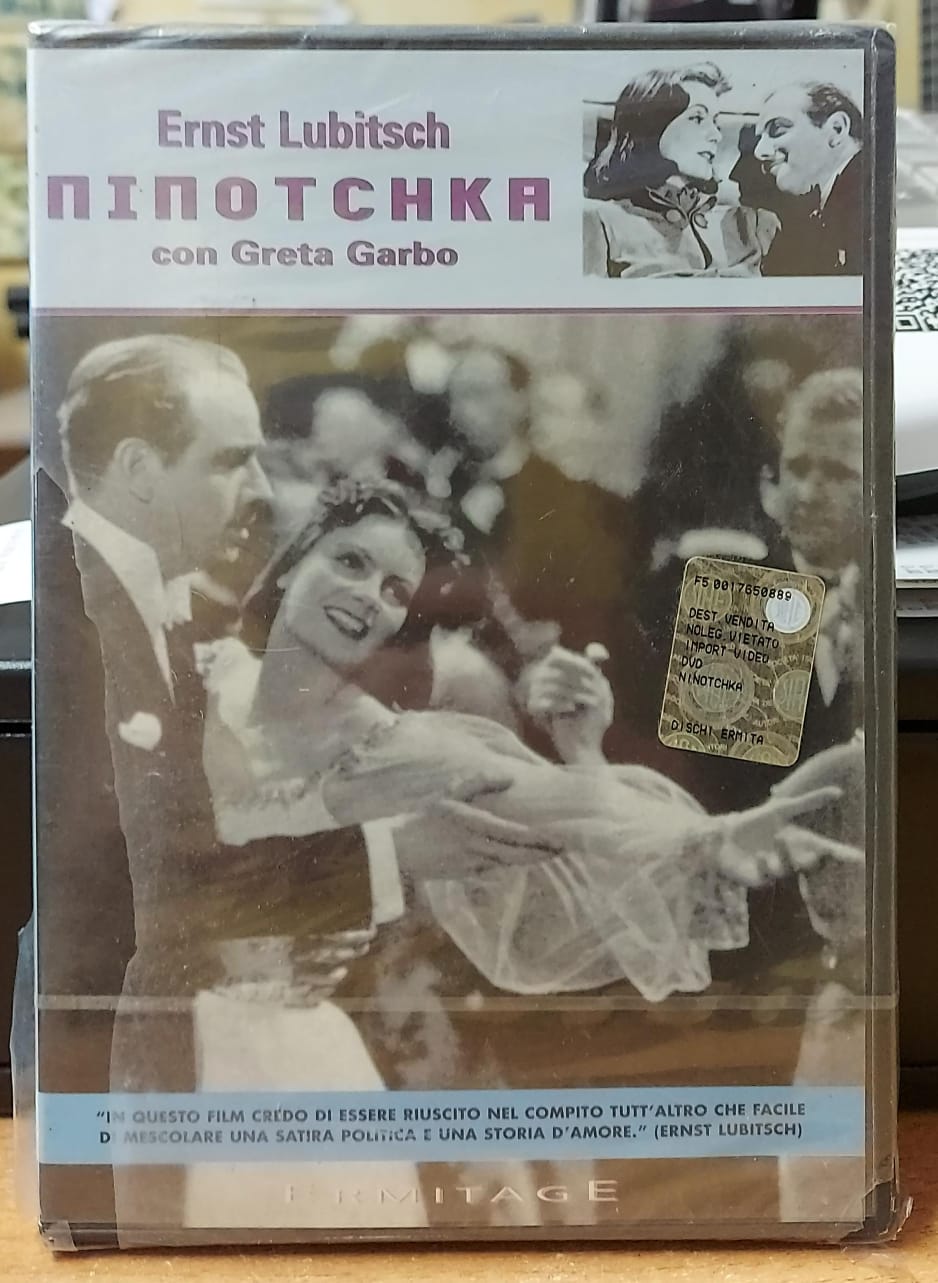 Ernst Lubitsch
NINOTCHKA
con Greta Garbo
F5 0017650889
DEST. VENDITA
NOLEG. VIETATO
IMPORT VIDEO
DVD
NINOTCHKA
DISCHI ERMITA
"IN QUESTO FILM CREDO DI ESSERE RIUSCITO NEL COMPITO TUTT'ALTRO CHE FACILE
DI MESCOLARE UNA SATIRA POLITICA E UNA STORIA D'AMORE." (ERNST LUBITSCH)
ERMITAGE